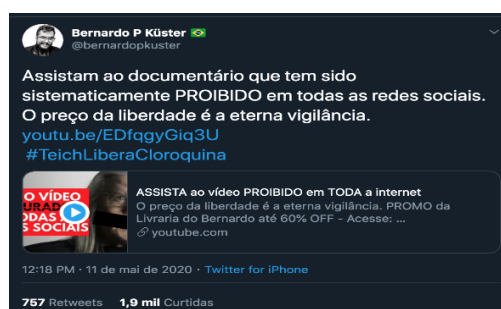 Bernardo P Küster 🇧🇷
@bernardopkuster
Assistam ao documentário que tem sido
sistematicamente PROIBIDO em todas as redes sociais.
O preço da liberdade é a eterna vigilância.
youtu.be/EDfqgyGiq3U
#TeichLiberaCloroquina
O VÍDEO
URAD
DAS
S SOCIAIS
ASSISTA ao vídeo PROIBIDO em TODA a internet
O preço da liberdade é a eterna vigilância. PROMO da
Livraria do Bernardo até 60% OFF - Acesse: ...
youtube.com
12:18 PM · 11 de mai de 2020 · Twitter for iPhone
757 Retweets 1,9 mil Curtidas